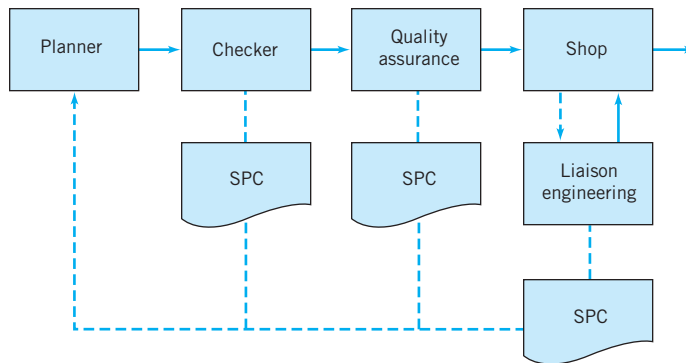 Planner
Checker
Quality
assurance
Shop
SPC
SPC
Liaison
engineering
SPC